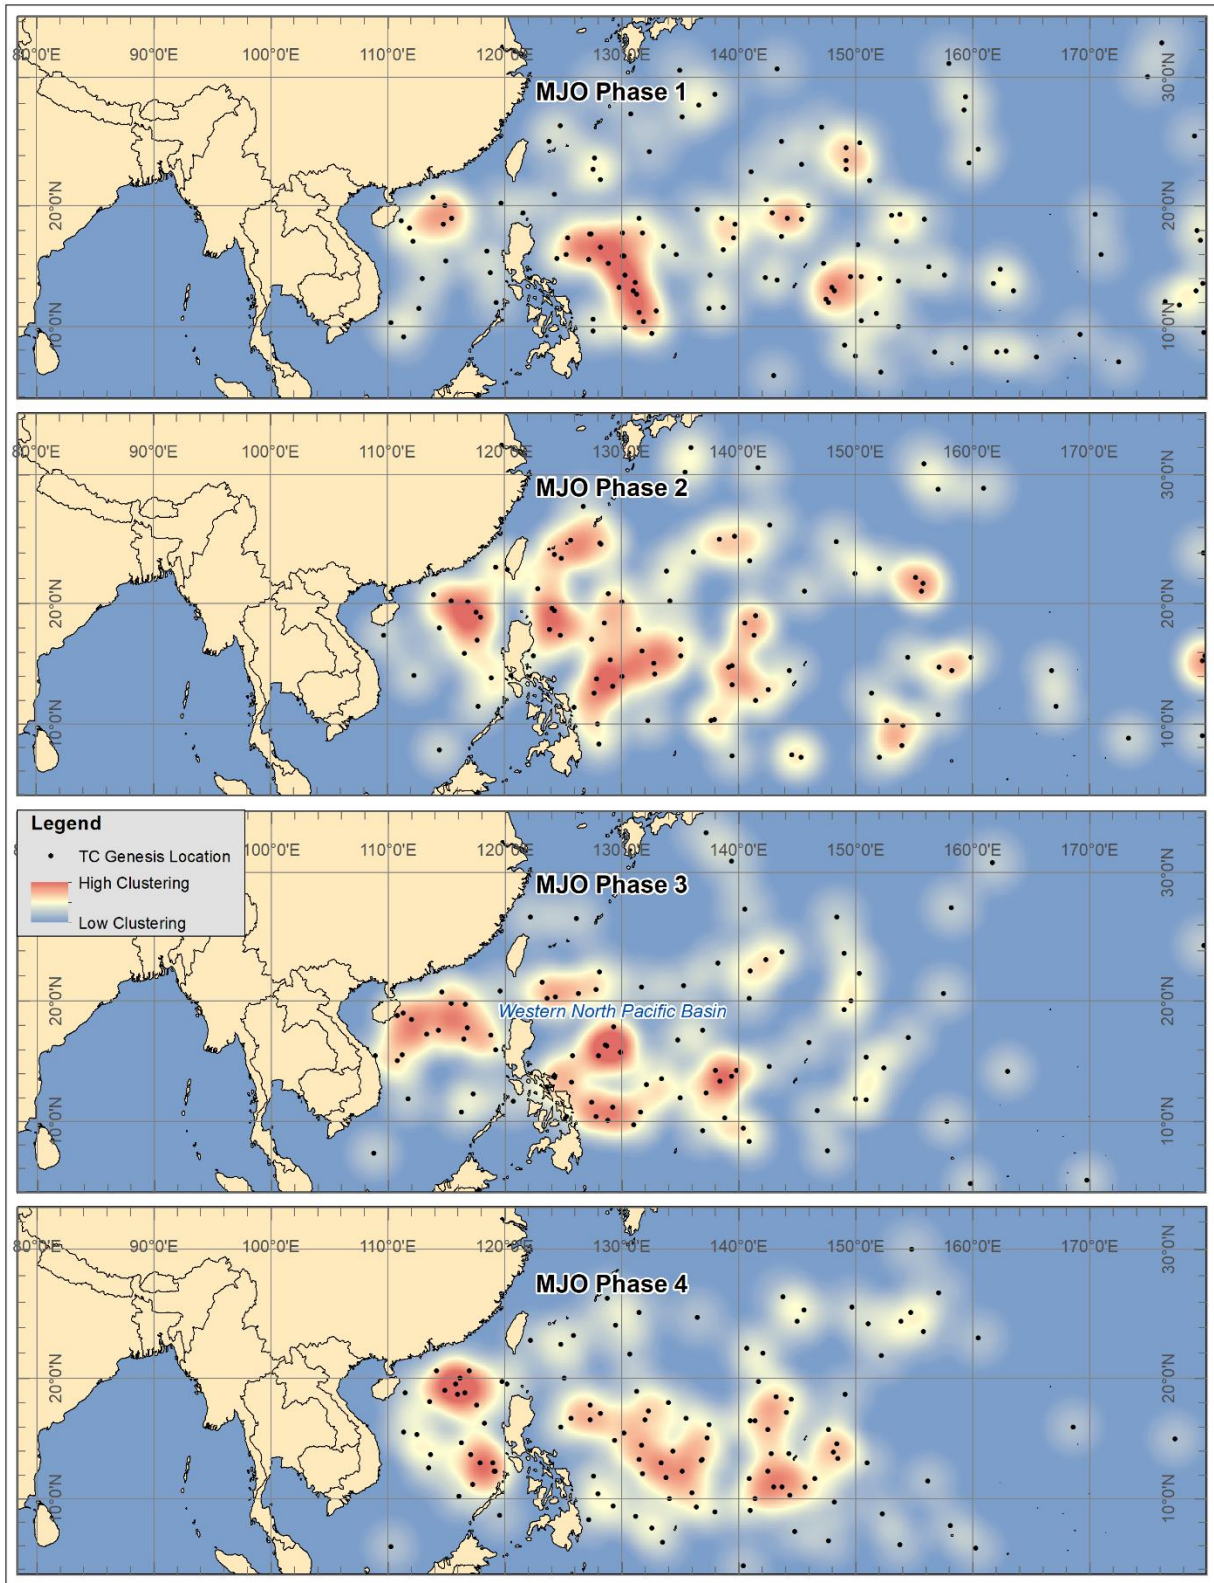 80°0'E 90°0'E 100°0'E 110°0'E 120°0'E 130°0'E 140°0'E 150°0'E 160°0'E 170°0'E
MJO Phase 1
30°0'N
20°0'N 20°0'N
10°0'N 10°0'N
80°0'E 90°0'E 100°0'E 110°0'E 120°0'E 130°0'E 140°0'E 150°0'E 160°0'E 170°0'E
MJO Phase 2
30°0'N
20°0'N 20°0'N
10°0'N 10°0'N
Legend
TC Genesis Location
High Clustering
Low Clustering
100°0'E 110°0'E 120°0'E 130°0'E 140°0'E 150°0'E 160°0'E 170°0'E
MJO Phase 3
30°0'N
20°0'N 20°0'N
Western North Pacific Basin
10°0'N 10°0'N
80°0'E 90°0'E 100°0'E 110°0'E 120°0'E 130°0'E 140°0'E 150°0'E 160°0'E 170°0'E
MJO Phase 4
30°0'N
20°0'N 20°0'N
10°0'N 10°0'N